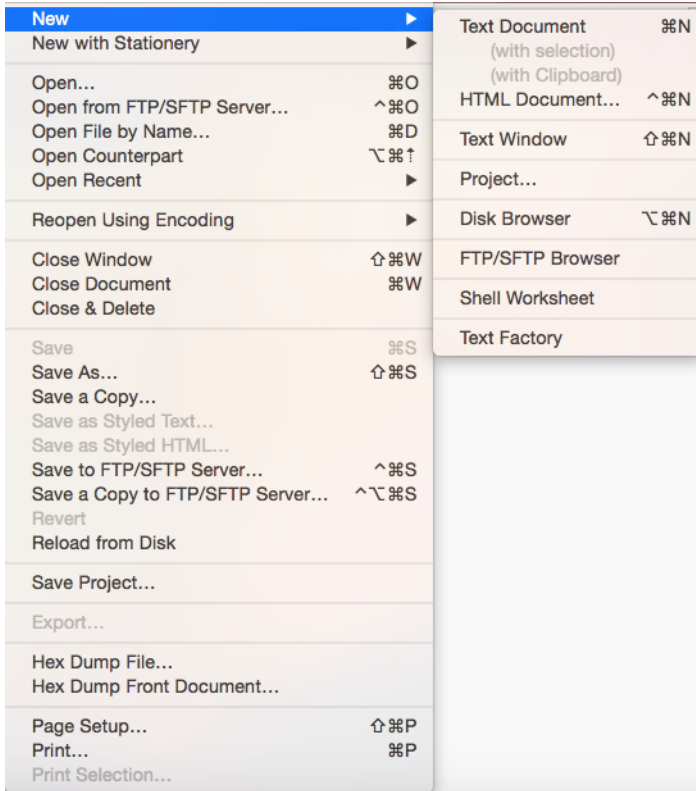 New ▶
New with Stationery ▶
Open... ⌘O
Open from FTP/SFTP Server... ^⌘O
Open File by Name... ⌘D
Open Counterpart ⌥⌘↑
Open Recent ▶
Reopen Using Encoding ▶
Close Window ⇧⌘W
Close Document ⌘W
Close & Delete
Save ⌘S
Save As... ⇧⌘S
Save a Copy...
Save as Styled Text...
Save as Styled HTML...
Save to FTP/SFTP Server... ^⌘S
Save a Copy to FTP/SFTP Server... ^⌥⌘S
Revert
Reload from Disk
Save Project...
Export...
Hex Dump File...
Hex Dump Front Document...
Page Setup... ⇧⌘P
Print... ⌘P
Print Selection...
Text Document ⌘N
(with selection)
(with Clipboard)
HTML Document... ^⌘N
Text Window ⇧⌘N
Project...
Disk Browser ⌥⌘N
FTP/SFTP Browser
Shell Worksheet
Text Factory